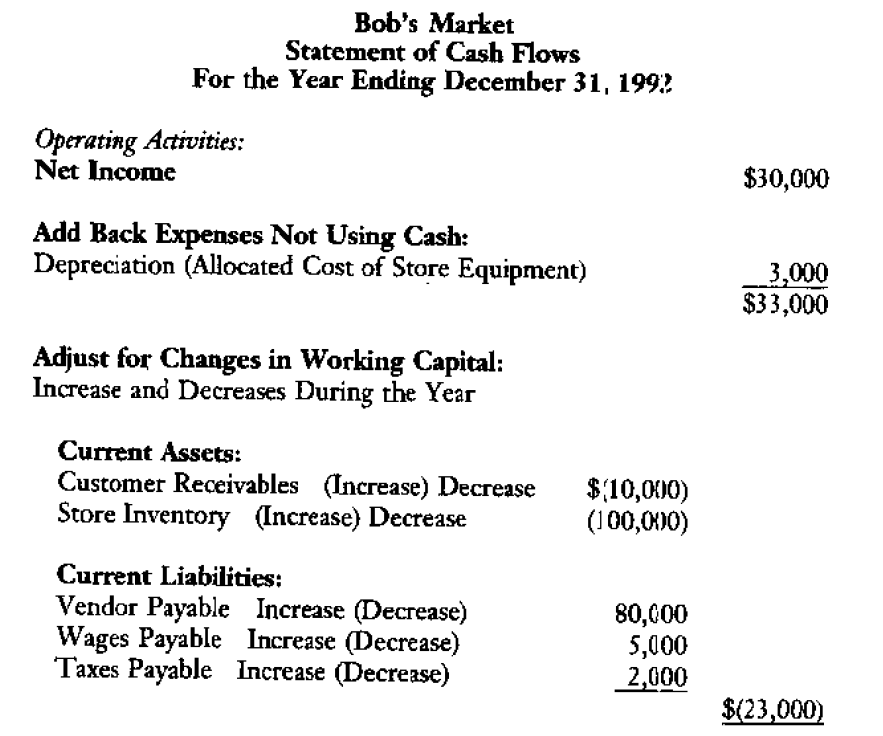 Bob's Market
Statement of Cash Flows
For the Year Ending December 31, 1992
Operating Activities:
Net Income $30,000
Add Back Expenses Not Using Cash:
Depreciation (Allocated Cost of Store Equipment) 3,000
$33,000
Adjust for Changes in Working Capital:
Increase and Decreases During the Year
Current Assets:
Customer Receivables (Increase) Decrease $(10,000)
Store Inventory (Increase) Decrease (100,000)
Current Liabilities:
Vendor Payable Increase (Decrease) 80,000
Wages Payable Increase (Decrease) 5,000
Taxes Payable Increase (Decrease) 2,000
$(23,000)